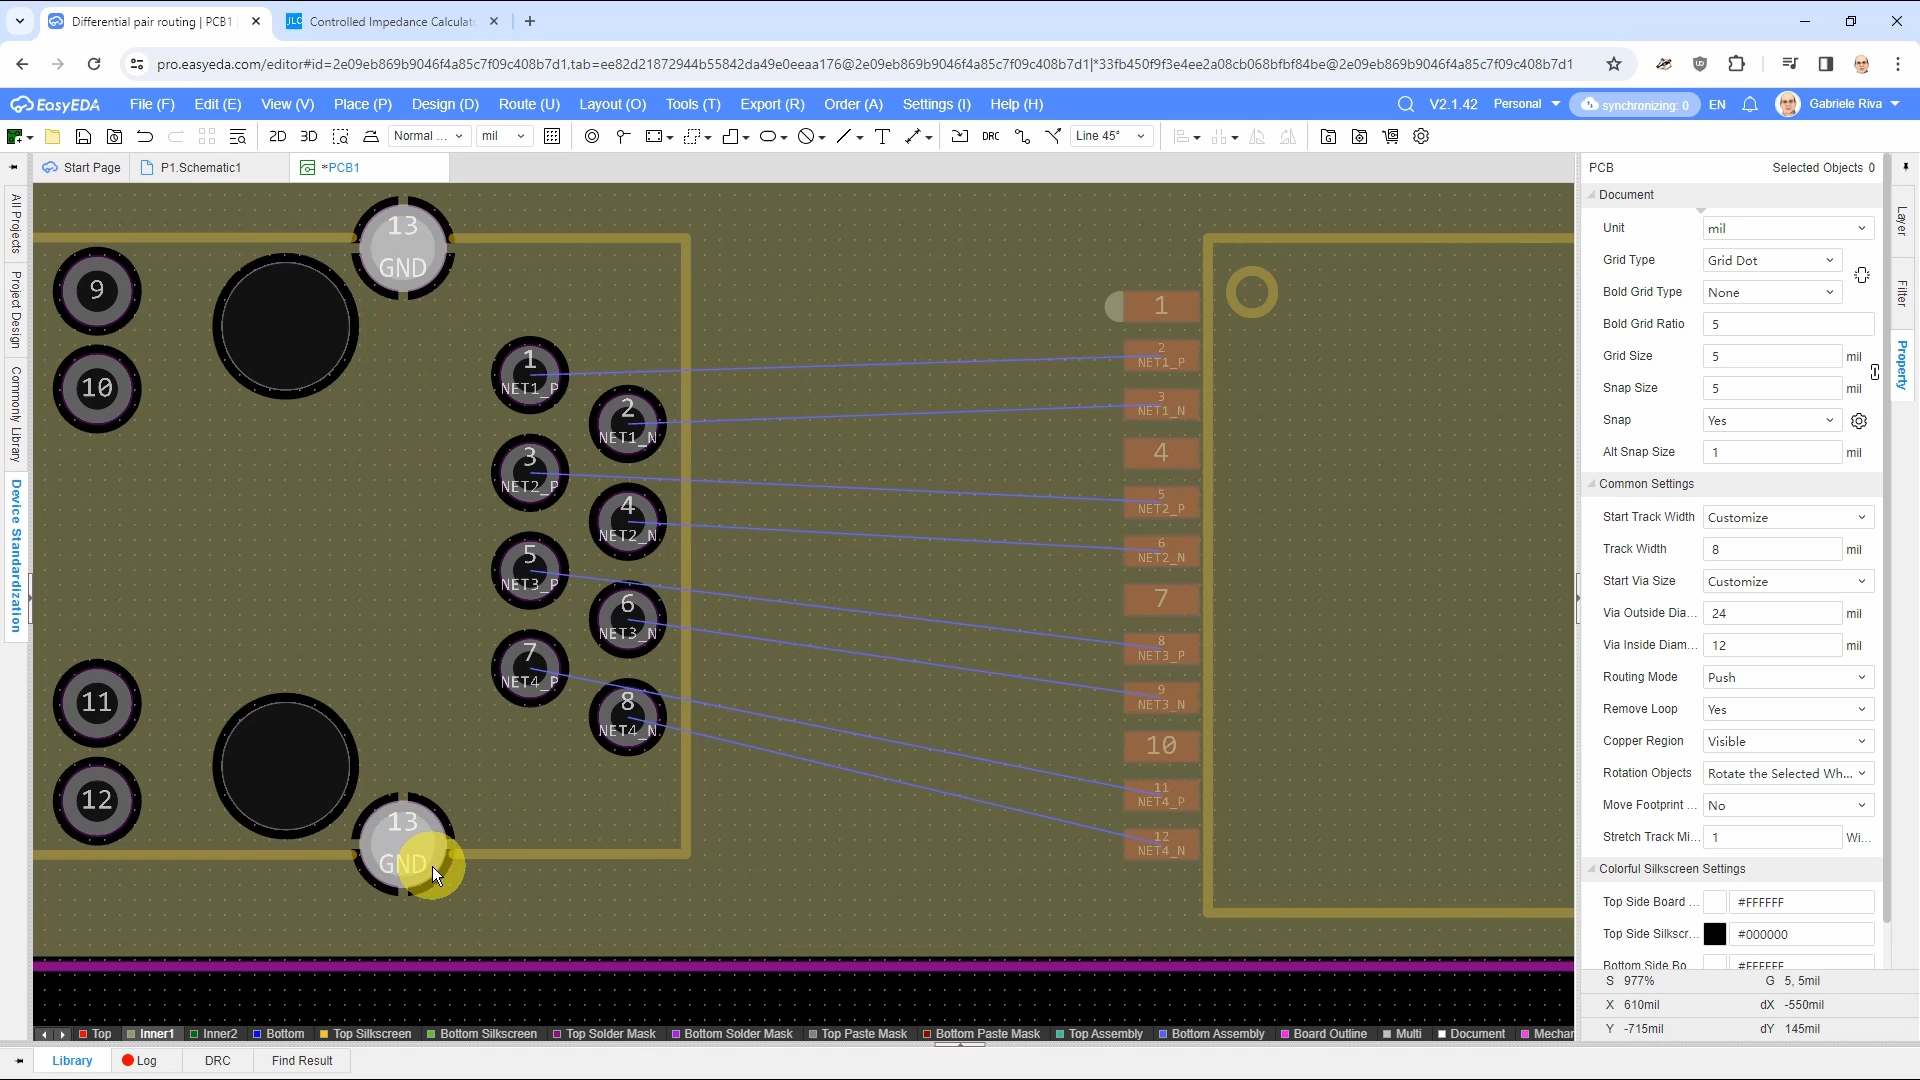 Differential pair routing | PCB1
JLC Controlled Impedance Calculato
pro.easyeda.com/editor#id=2e09eb869b9046f4a85c7f09c408b7d1,tab=ee82d21872944b55842da49e0eeaa176@2e09eb869b9046f4a85c7f09c408b7d1|*33fb450f9f3e4ee2a08cb068bfbf84be@2e09eb869b9046f4a85c7f09c408b7d1
EasyEDA File (F) Edit (E) View (V) Place (P) Design (D) Route (U) Layout (O) Tools (T) Export (R) Order (A) Settings (I) Help (H) V2.1.42 Personal synchronizing: 0 EN Gabriele Riva
2D 3D Normal ... mil T DRC Line 45°
Start Page P1.Schematic1 *PCB1
All Projects
Project Design
Commonly Library
Device Standardization
13
GND
9
10
11
12
13
GND
1
NET1_P
2
NET1_N
3
NET2_P
4
NET2_N
5
NET3_P
6
NET3_N
7
NET4_P
8
NET4_N
1
2
NET1_P
3
NET1_N
4
5
NET2_P
6
NET2_N
7
8
NET3_P
9
NET3_N
10
11
NET4_P
12
NET4_N
PCB Selected Objects 0
Document
Unit mil
Grid Type Grid Dot
Bold Grid Type None
Bold Grid Ratio 5
Grid Size 5 mil
Snap Size 5 mil
Snap Yes
Alt Snap Size 1 mil
Common Settings
Start Track Width Customize
Track Width 8 mil
Start Via Size Customize
Via Outside Dia... 24 mil
Via Inside Diam... 12 mil
Routing Mode Push
Remove Loop Yes
Copper Region Visible
Rotation Objects Rotate the Selected Wh...
Move Footprint ... No
Stretch Track Mi... 1 Wi...
Colorful Silkscreen Settings
Top Side Board ... #FFFFFF
Top Side Silkscr... #000000
Bottom Side Bo #FFFFFF
S 977% G 5, 5mil
X 610mil dX -550mil
Y -715mil dY 145mil
Layer
Filter
Property
Top Inner1 Inner2 Bottom Top Silkscreen Bottom Silkscreen Top Solder Mask Bottom Solder Mask Top Paste Mask Bottom Paste Mask Top Assembly Bottom Assembly Board Outline Multi Document Mechan
Library Log DRC Find Result